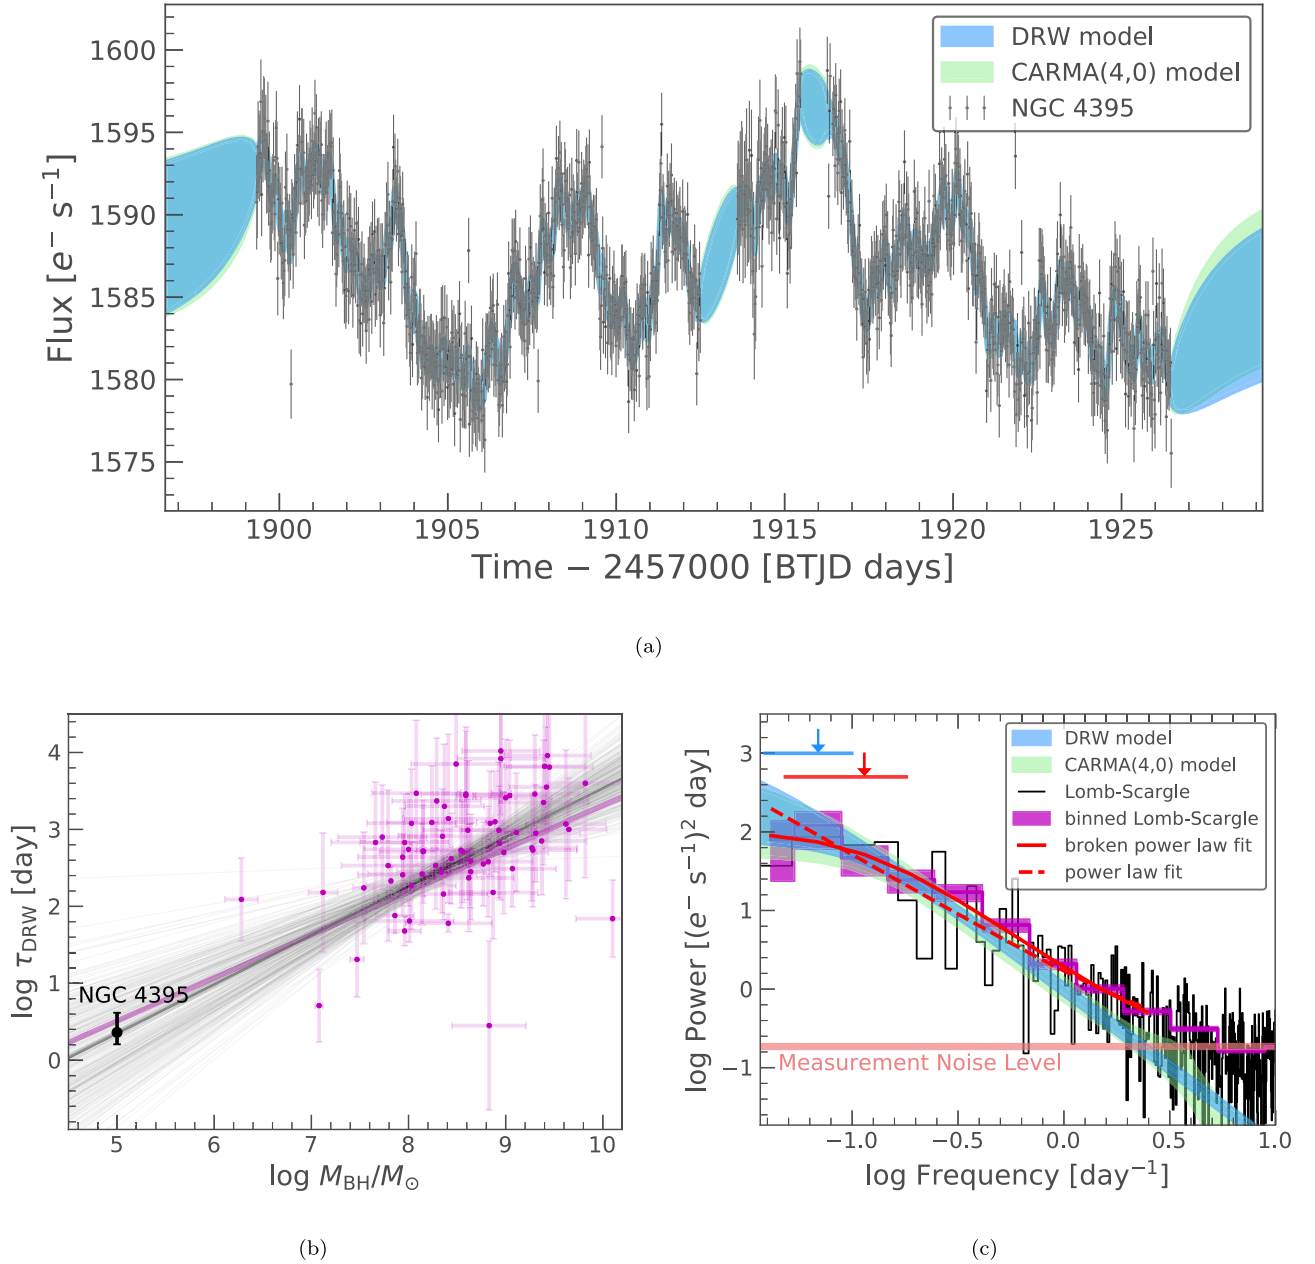 1600
1595
1590
1585
1580
1575
Flux [e− s−1]
DRW model
CARMA(4,0) model
NGC 4395
1900 1905 1910 1915 1920 1925
Time − 2457000 [BTJD days]
(a)
4
3
2
1
0
log τDRW [day]
NGC 4395
5 6 7 8 9 10
log MBH/M⊙
(b)
3
2
1
0
−1
log Power [(e− s−1)2 day]
DRW model
CARMA(4,0) model
Lomb-Scargle
binned Lomb-Scargle
broken power law fit
power law fit
Measurement Noise Level
−1.0 −0.5 0.0 0.5 1.0
log Frequency [day−1]
(c)